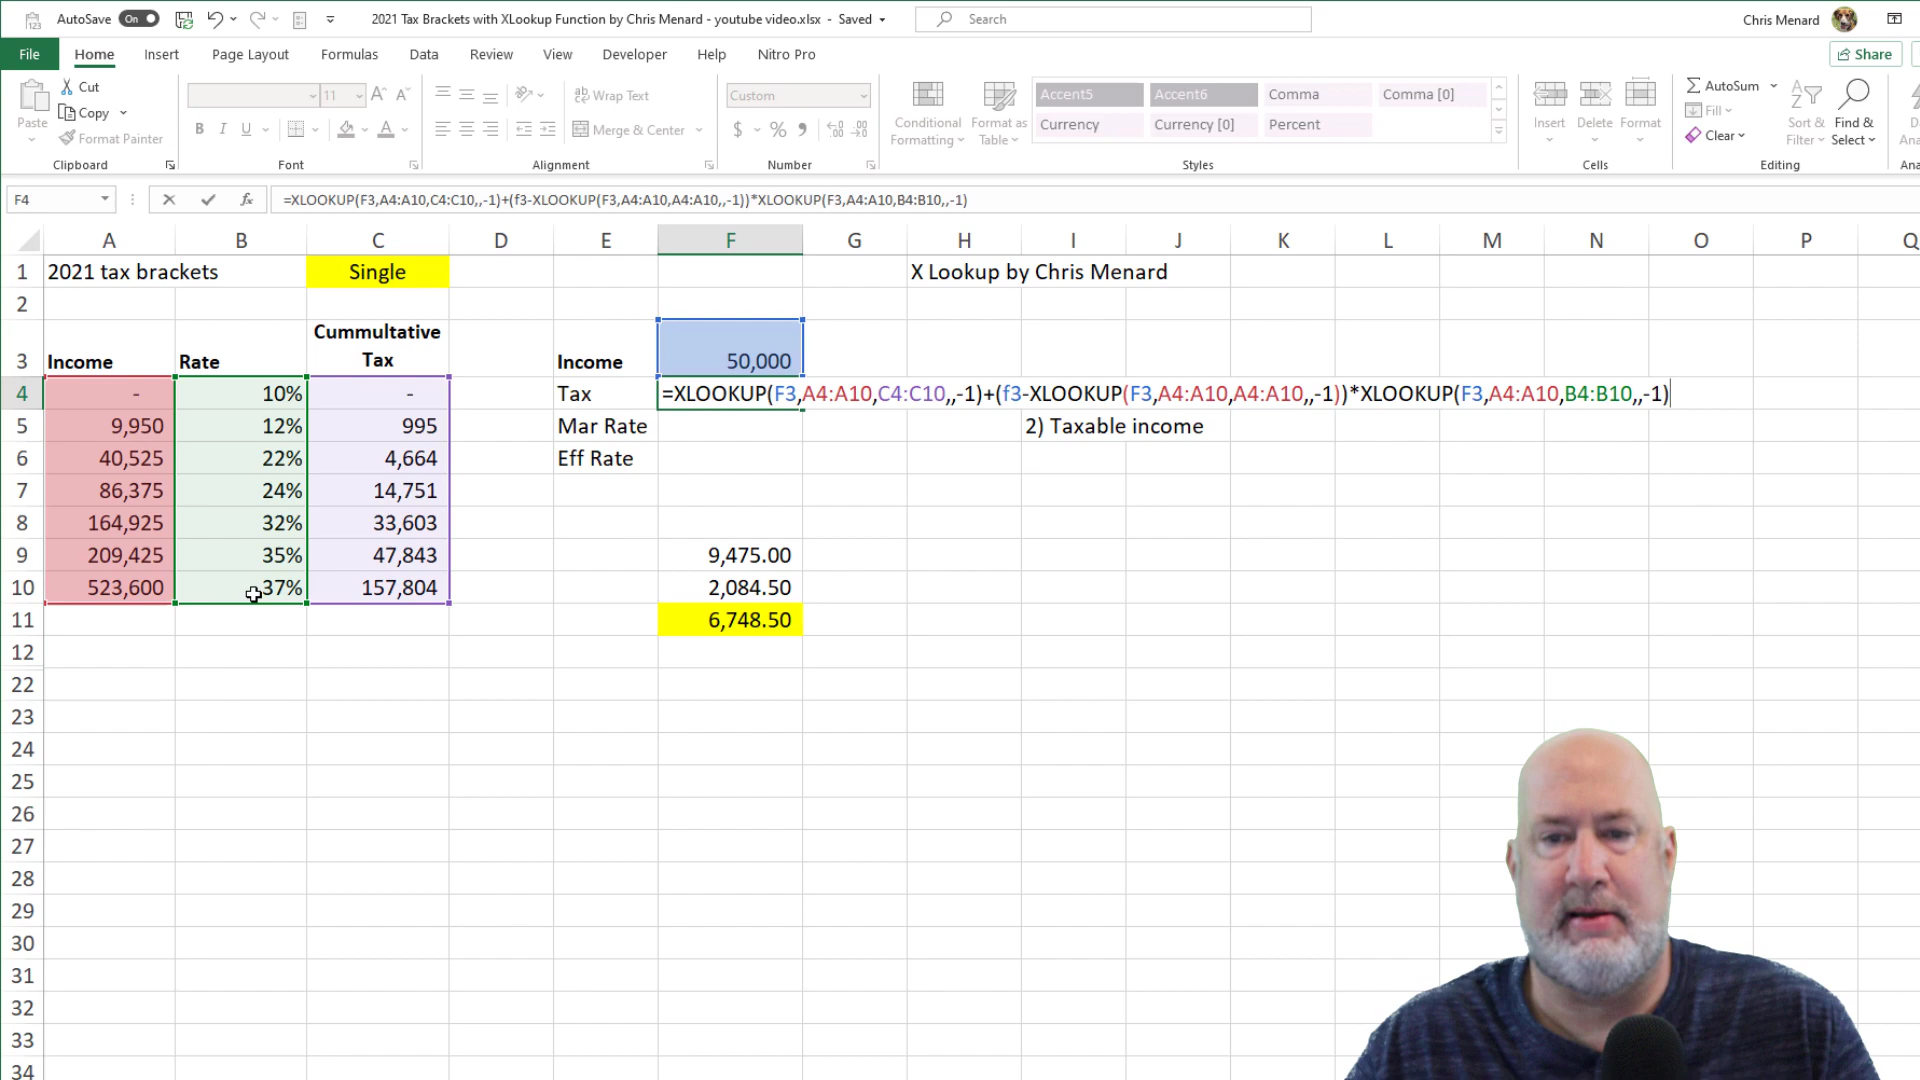 AutoSave On 2021 Tax Brackets with XLookup Function by Chris Menard - youtube video.xlsx - Saved Search Chris Menard
File Home Insert Page Layout Formulas Data Review View Developer Help Nitro Pro Share
Paste Cut Copy Format Painter Clipboard
11 B I U Font
Wrap Text Merge & Center Alignment
Custom $ % Number
Conditional Formatting Format as Table Accent5 Accent6 Comma Comma [0] Currency Currency [0] Percent Styles
Insert Delete Format Cells
AutoSum Fill Clear Sort & Filter Find & Select Editing
F4 fx =XLOOKUP(F3,A4:A10,C4:C10,,-1)+(f3-XLOOKUP(F3,A4:A10,A4:A10,,-1))*XLOOKUP(F3,A4:A10,B4:B10,,-1)
A B C D E F G H I J K L M N O P Q
1 2021 tax brackets Single X Lookup by Chris Menard
2
3 Income Rate Cummultative Tax Income 50,000
4 - 10% - Tax =XLOOKUP(F3,A4:A10,C4:C10,,-1)+(f3-XLOOKUP(F3,A4:A10,A4:A10,,-1))*XLOOKUP(F3,A4:A10,B4:B10,,-1)
5 9,950 12% 995 Mar Rate 2) Taxable income
6 40,525 22% 4,664 Eff Rate
7 86,375 24% 14,751
8 164,925 32% 33,603
9 209,425 35% 47,843 9,475.00
10 523,600 37% 157,804 2,084.50
11 6,748.50
12
22
23
24
25
26
27
28
29
30
31
32
33
34